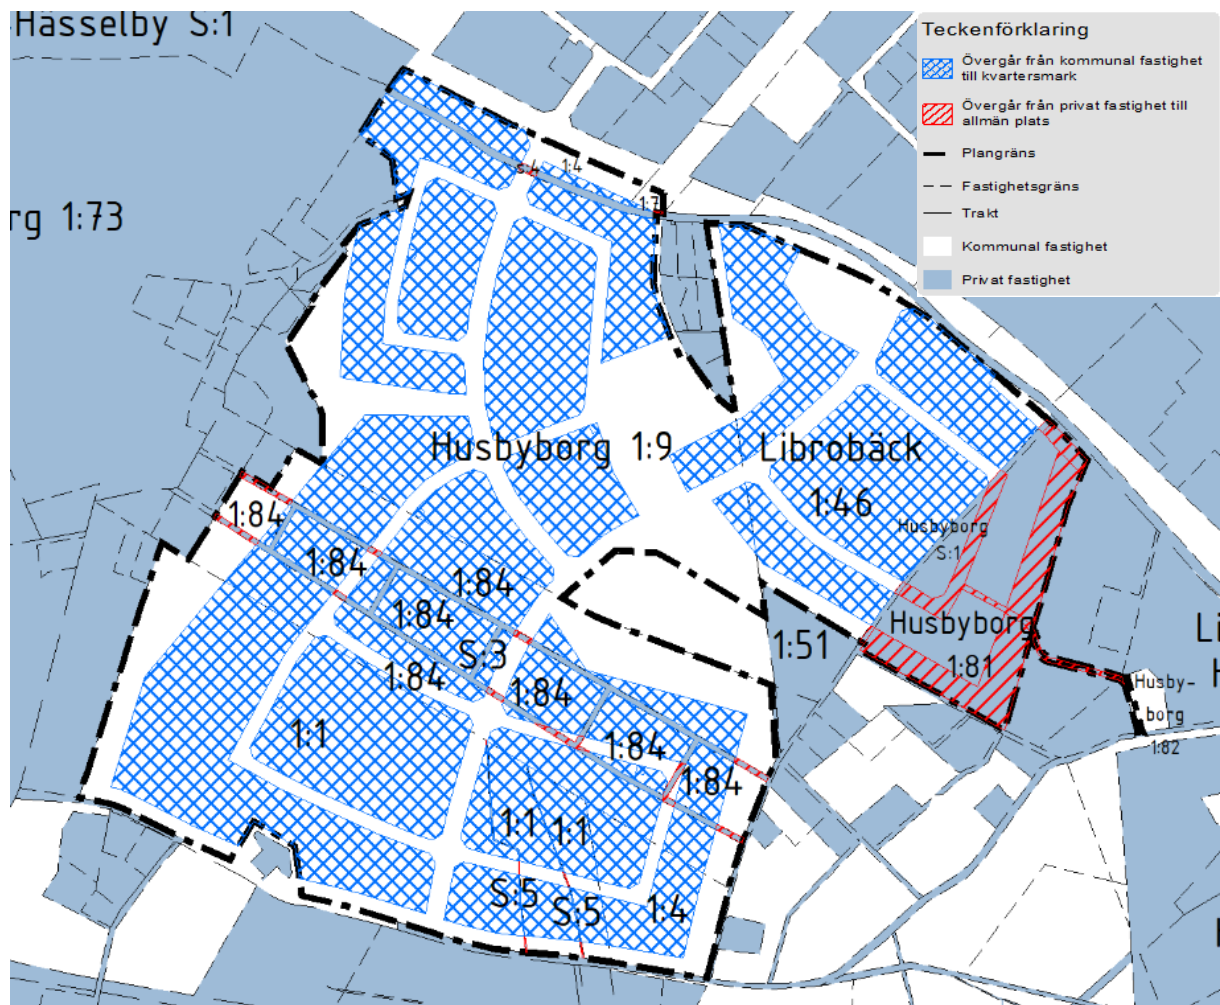 Hässelby S:1
Teckenförklaring
Övergår från kommunal fastighet
till kvartersmark
Övergår från privat fastighet till
allmän plats
Plangräns
Fastighetsgräns
Trakt
Kommunal fastighet
Privat fastighet
s:4
1:4
1:7
rg 1:73
Husbyborg 1:9
Librobäck
1:46
1:84
Husbyborg
S:1
1:84
1:84
1:84
Husbyborg
1:81
1:51
S:3
1:84
1:84
Husby-
borg
1:82
1:1
1:84
1:84
1:1
1:1
S:5
S:5
1:4
Li
H